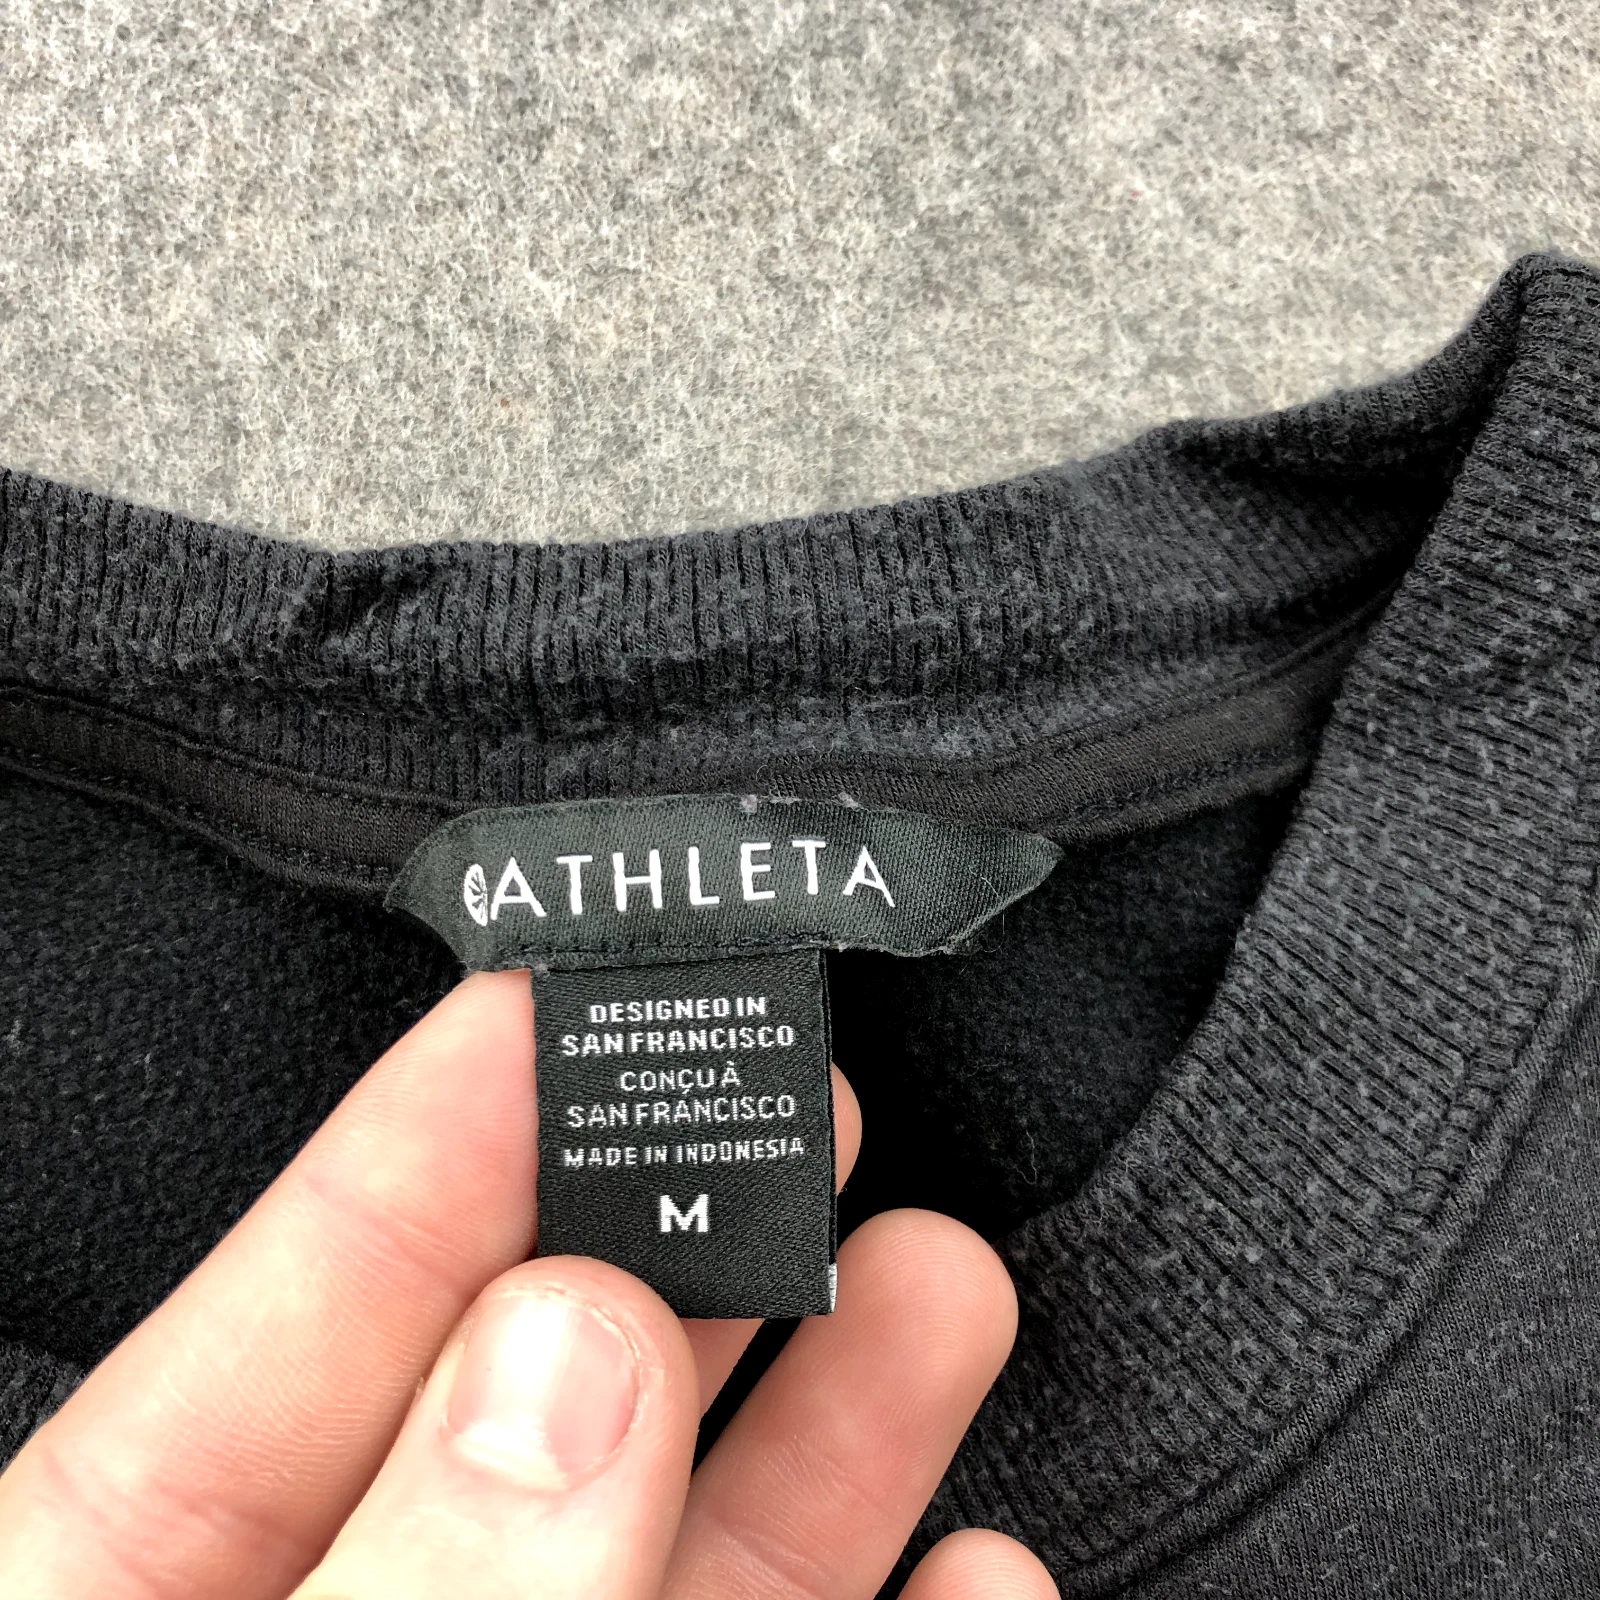 ATHLETA
DESIGNED IN
SAN FRANCISCO
CONÇU À
SAN FRANCISCO
MADE IN INDONESIA
M